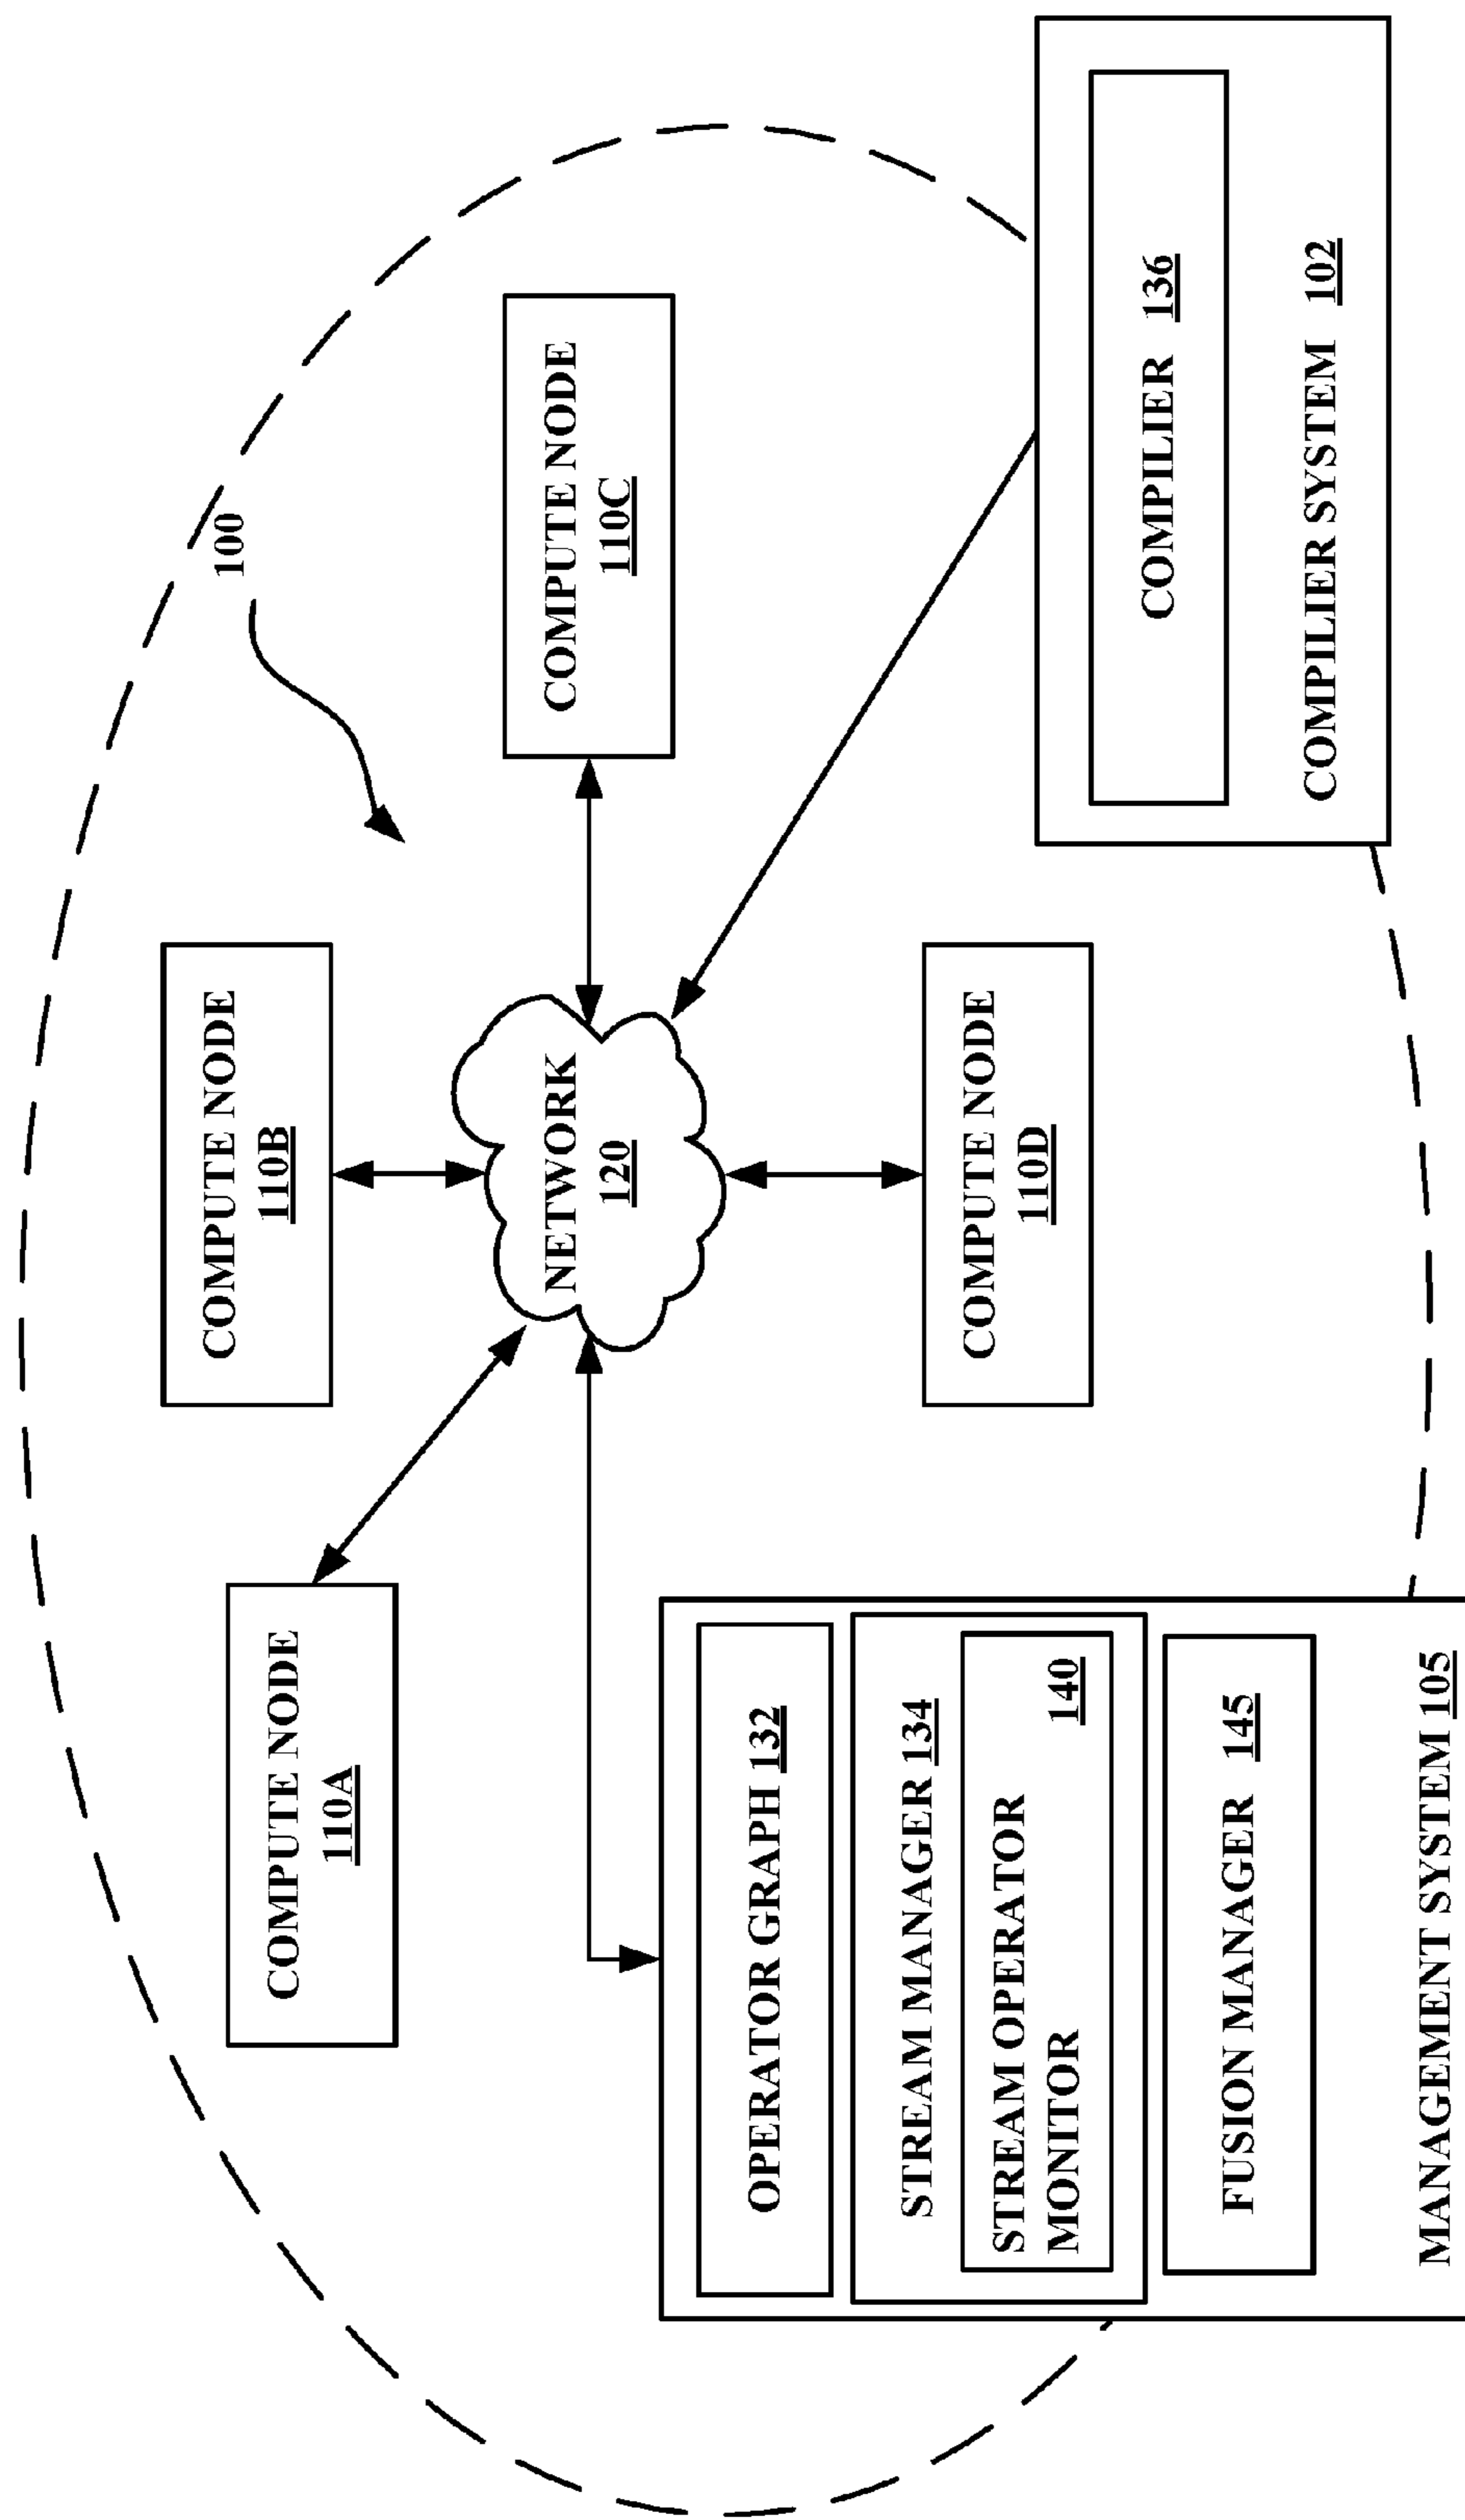 100
COMPUTE NODE
110B
COMPUTE NODE
110A
COMPUTE NODE
110C
NETWORK
120
COMPUTE NODE
110D
OPERATOR GRAPH 132
STREAM MANAGER 134
STREAM OPERATOR
MONITOR 140
FUSION MANAGER 145
MANAGEMENT SYSTEM 105
COMPILIER 136
COMPILIER SYSTEM 102